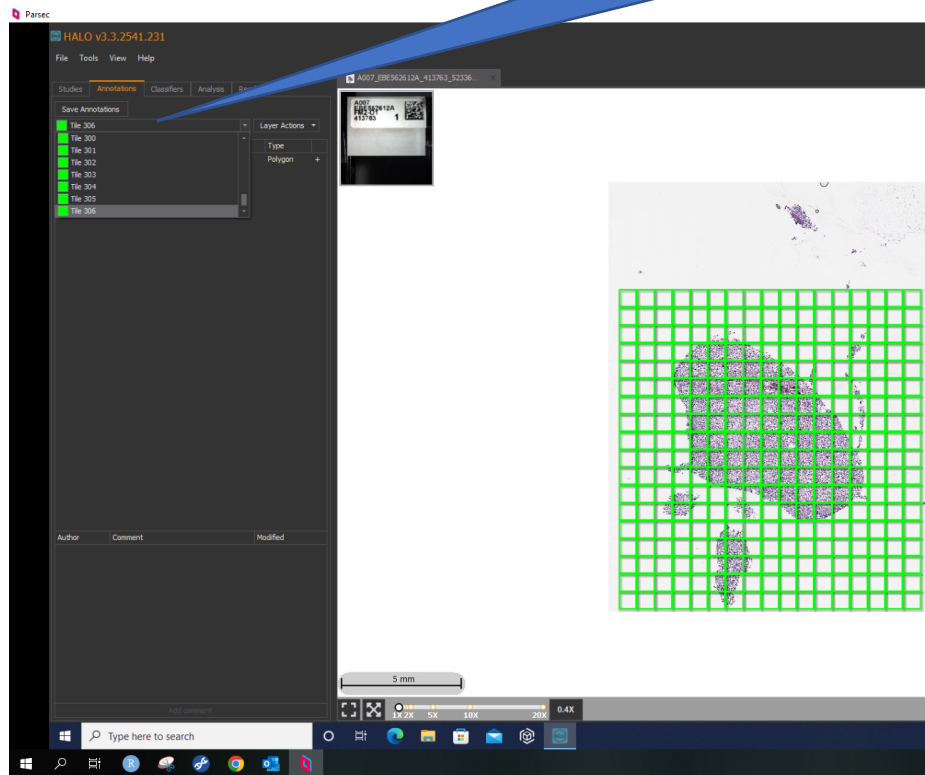 Parsec
HALO v3.3.2541.231
File Tools View Help
A007_EBE562612A_413763_52336...
Studies Annotations Classifiers Analysis
Save Annotations
Tile 306 Layer Actions
Tile 300
Tile 301
Tile 302
Tile 303
Tile 304
Tile 305
Tile 306
Type
Polygon +
A007
EBE562612A
413763 1
Author Comment Modified
Add comment
5 mm
1X 2X 5X 10X 20X 0.4X
Type here to search
R